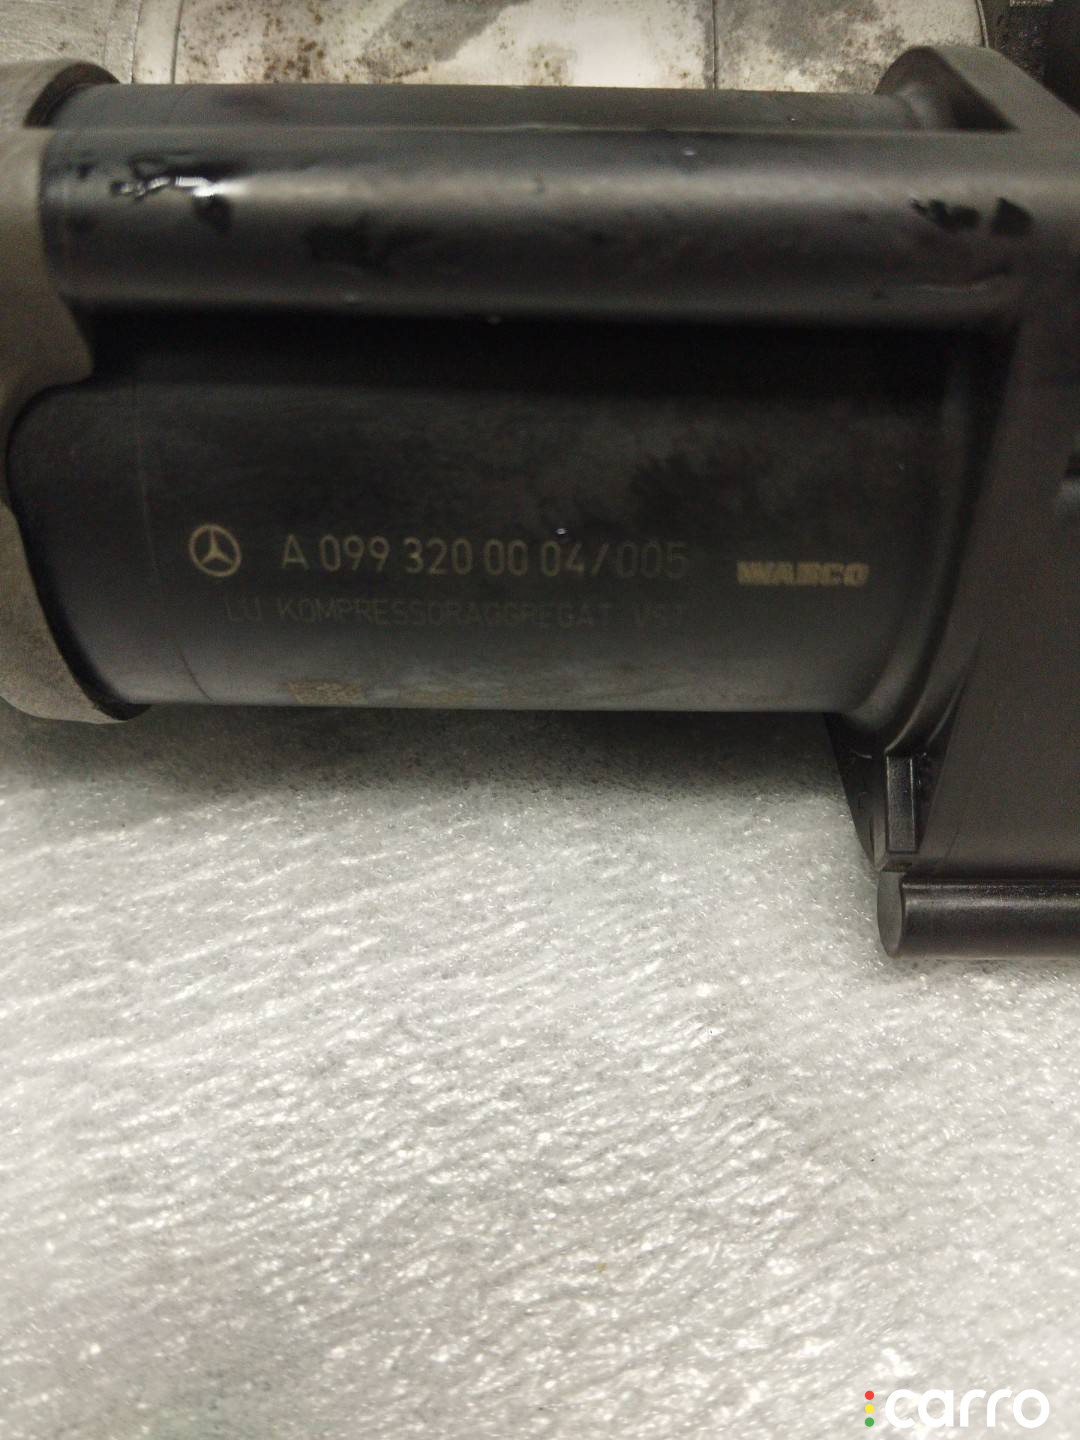 A 099 320 00 04/005 WABCO
LU KOMPRESSORAGGREGAT VST
carro